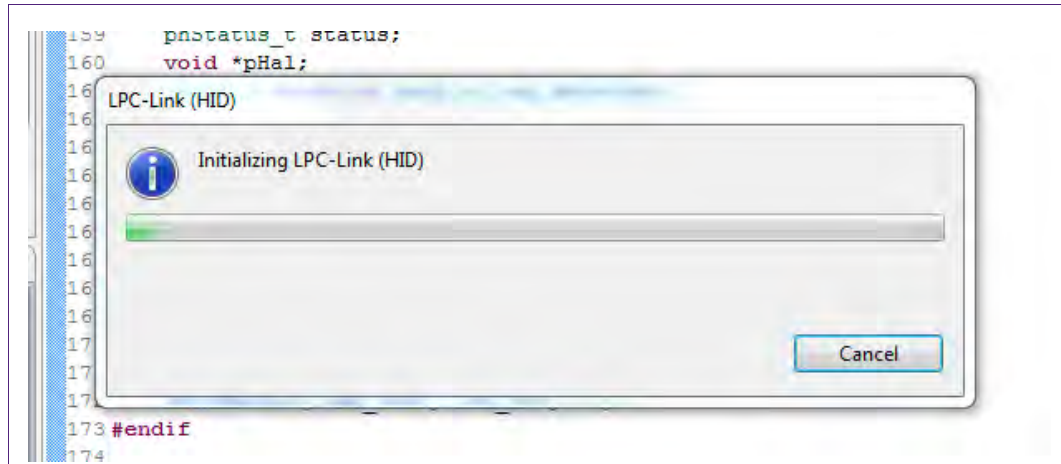 159 phStatus_t status;
160 void *pHal;
16
LPC-Link (HID)
16
16
16
Initializing LPC-Link (HID)
16
16
16
16
16
17
Cancel
17
17
173 #endif
174